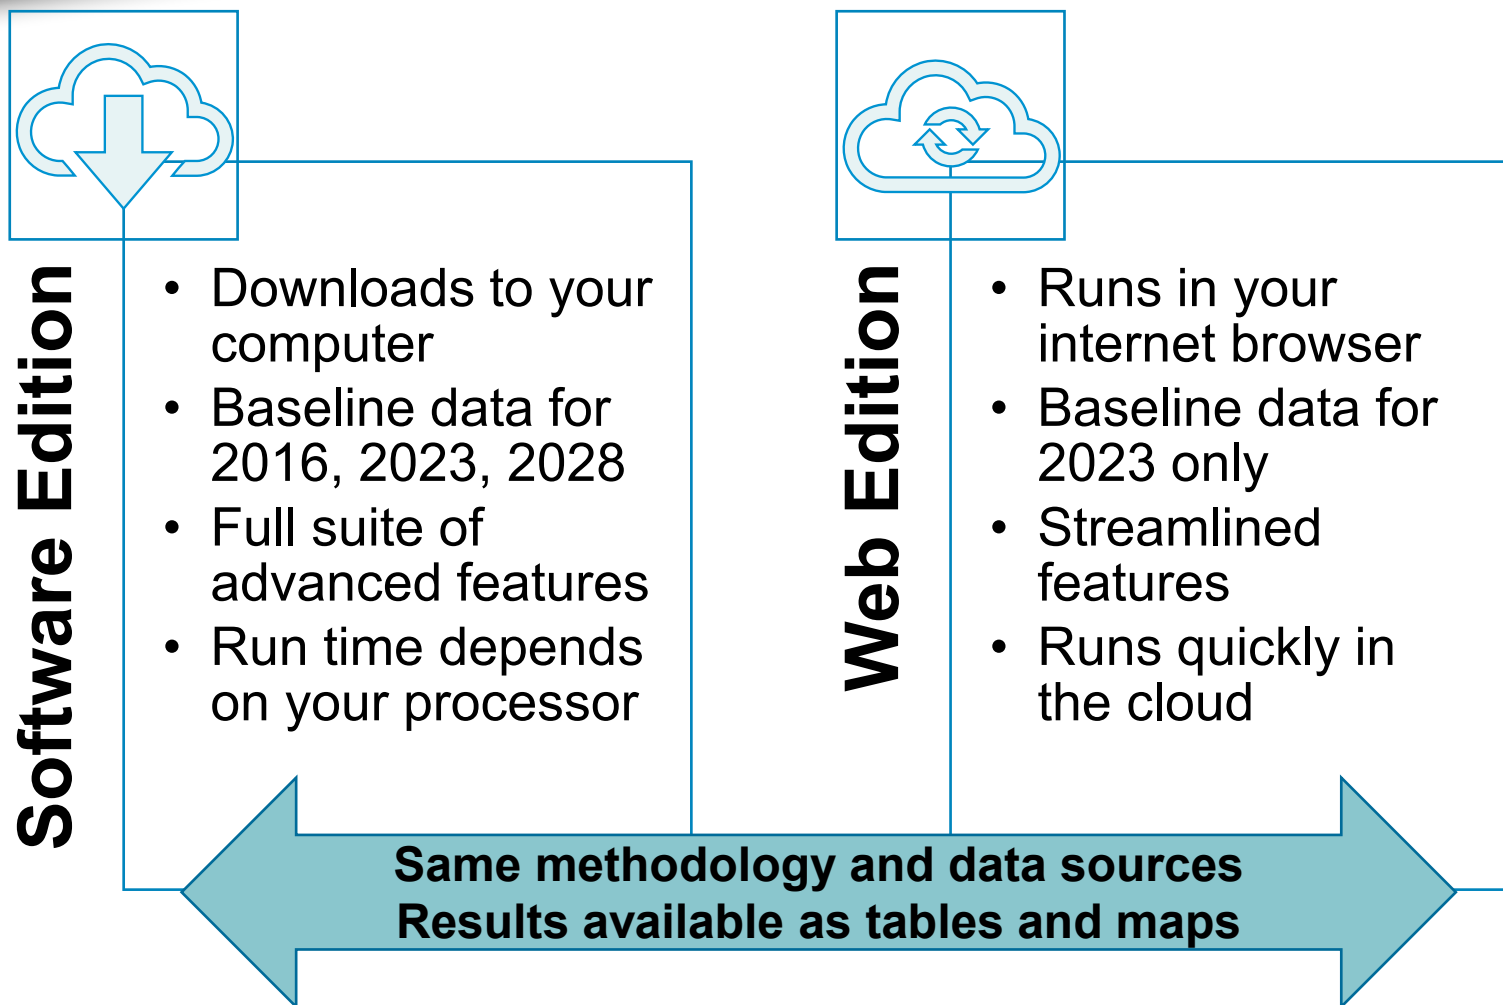 Software Edition
• Downloads to your
computer
• Baseline data for
2016, 2023, 2028
• Full suite of
advanced features
• Run time depends
on your processor
Web Edition
• Runs in your
internet browser
• Baseline data for
2023 only
• Streamlined
features
• Runs quickly in
the cloud
Same methodology and data sources
Results available as tables and maps